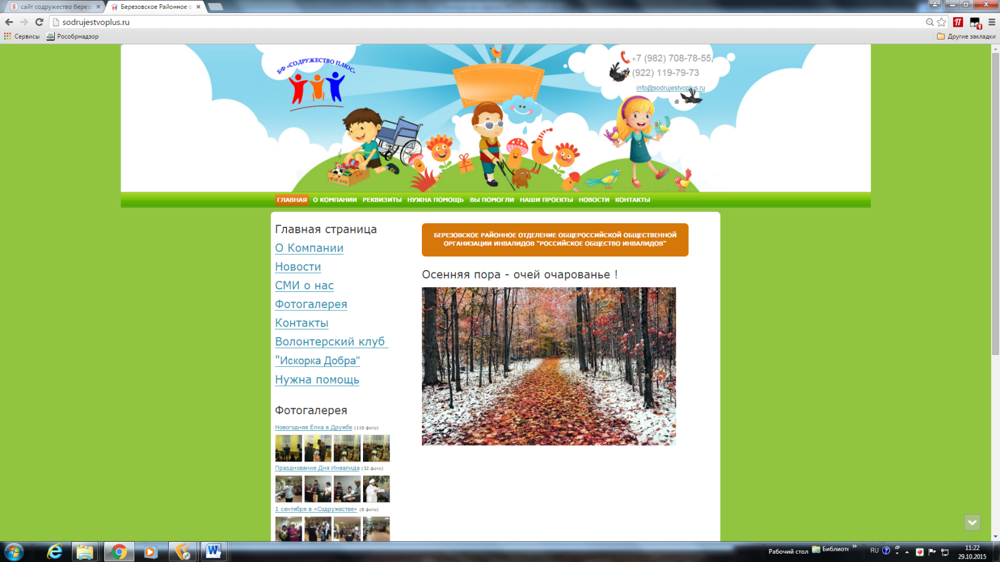 сайт содружество берез
Березовское Районное о
sodrujestvoplus.ru
Сервисы
Рособрнадзор
Другие закладки
БФ «СОДРУЖЕСТВО ПЛЮС»
+7 (982) 708-78-55,
(922) 119-79-73
info@sodrujestvoplus.ru
TOY BOX
ГЛАВНАЯ О КОМПАНИИ РЕКВИЗИТЫ НУЖНА ПОМОЩЬ ВЫ ПОМОГЛИ НАШИ ПРОЕКТЫ НОВОСТИ КОНТАКТЫ
Главная страница
О Компании
Новости
СМИ о нас
Фотогалерея
Контакты
Волонтерский клуб
"Искорка Добра"
Нужна помощь
Фотогалерея
Новогодняя Ёлка в Дружбе (110 фото)
Празднование Дня Инвалида (32 фото)
1 сентября в «Содружестве» (6 фото)
БЕРЕЗОВСКОЕ РАЙОННОЕ ОТДЕЛЕНИЕ ОБЩЕРОССИЙСКОЙ ОБЩЕСТВЕННОЙ
ОРГАНИЗАЦИИ ИНВАЛИДОВ "РОССИЙСКОЕ ОБЩЕСТВО ИНВАЛИДОВ"
Осенняя пора - очей очарованье !
Рабочий стол
Библиоте
RU
11:22
29.10.2015